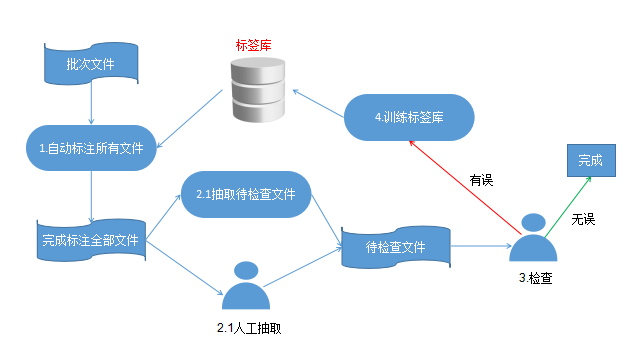 标签库
批次文件
4.训练标签库
1.自动标注所有文件
完成
有误
2.1抽取待检查文件
无误
完成标注全部文件
待检查文件
3.检查
2.1人工抽取